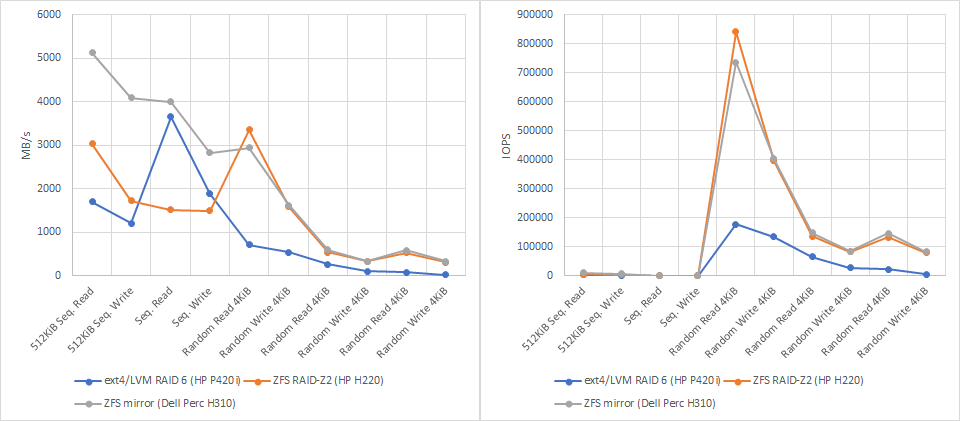 6000
5000
4000
3000
2000
1000
0
MB/s
512KiB Seq. Read
512KiB Seq. Write
Seq. Read
Seq. Write
Random Read 4KiB
Random Write 4KiB
Random Read 4KiB
Random Write 4KiB
Random Read 4KiB
Random Write 4KiB
ext4/LVM RAID 6 (HP P420i)
ZFS RAID-Z2 (HP H220)
ZFS mirror (Dell Perc H310)
900000
800000
700000
600000
500000
400000
300000
200000
100000
0
IOPS
512KiB Seq. Read
512KiB Seq. Write
Seq. Read
Seq. Write
Random Read 4KiB
Random Write 4KiB
Random Read 4KiB
Random Write 4KiB
Random Read 4KiB
Random Write 4KiB
ext4/LVM RAID 6 (HP P420i)
ZFS RAID-Z2 (HP H220)
ZFS mirror (Dell Perc H310)